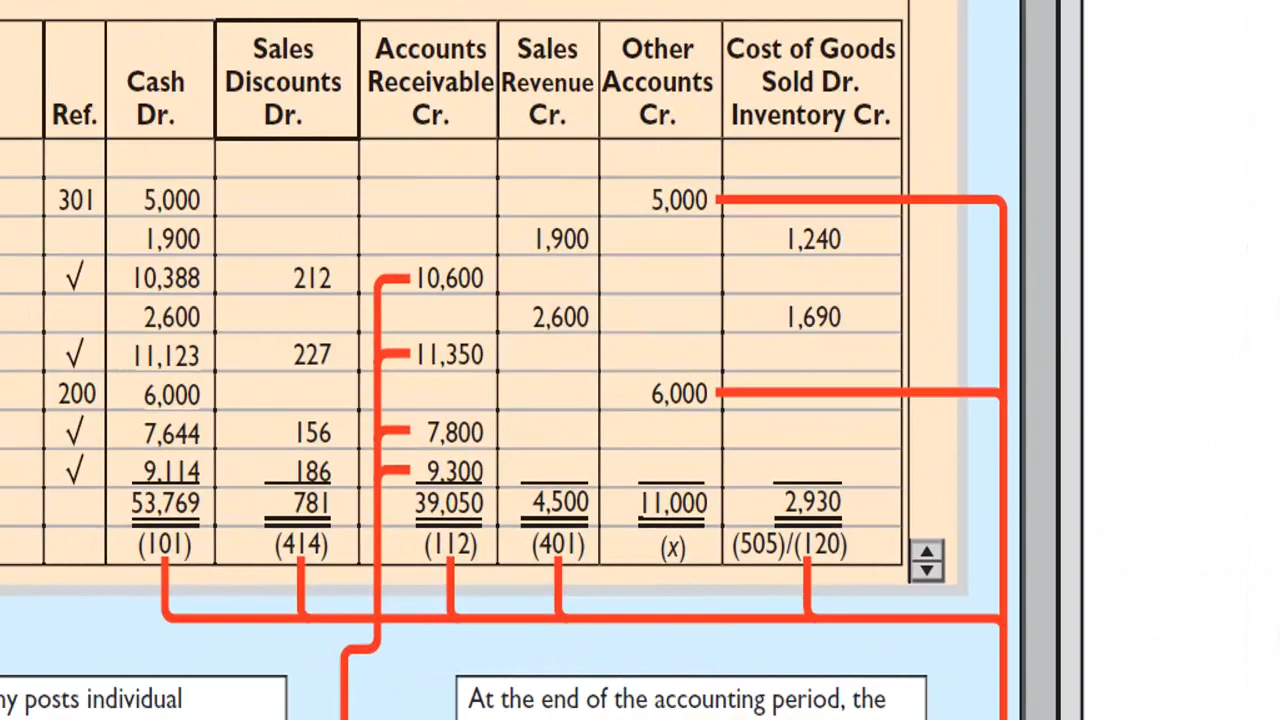 Ref. Cash Dr. Sales Discounts Dr. Accounts Receivable Cr. Sales Revenue Cr. Other Accounts Cr. Cost of Goods Sold Dr. Inventory Cr.
301 5,000 5,000
1,900 1,900 1,240
√ 10,388 212 10,600
2,600 2,600 1,690
√ 11,123 227 11,350
200 6,000 6,000
√ 7,644 156 7,800
√ 9,114 186 9,300
53,769 781 39,050 4,500 11,000 2,930
(101) (414) (112) (401) (x) (505)/(120)
posts individual
At the end of the accounting period, the